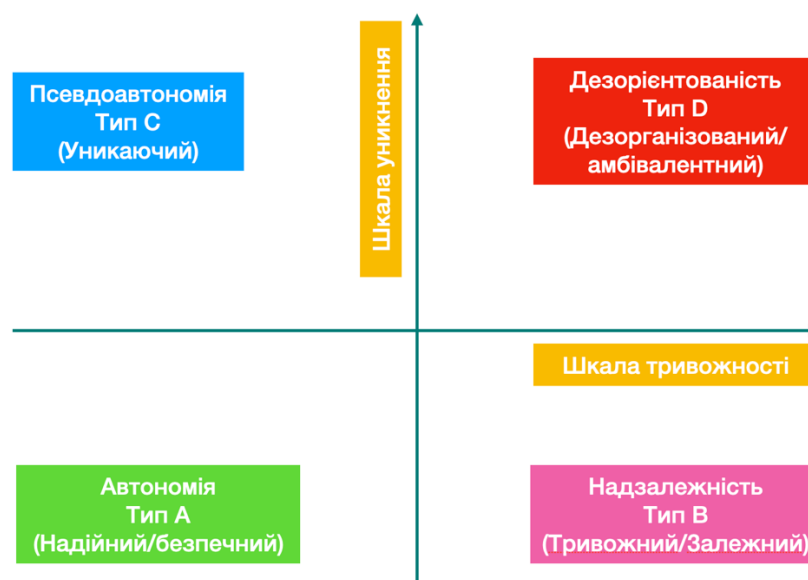 Псевдоавтономія
Тип C
(Уникаючий)
Шкала уникнення
Дезорієнтованість
Тип D
(Дезорганізований/
амбівалентний)
Шкала тривожності
Автономія
Тип A
(Надійний/безпечний)
Надзалежність
Тип B
(Тривожний/Залежний)